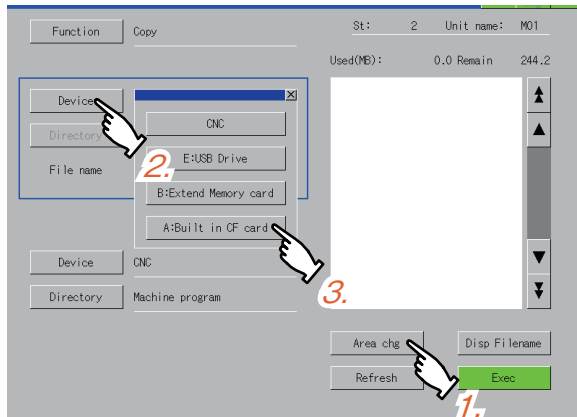 Function Copy St: 2 Unit name: M01
Used(MB): 0.0 Remain 244.2
Device
CNC
Directory
2. E:USB Drive
File name
B:Extend Memory card
A:Built in CF card
Device CNC
3.
Directory Machine program
Area chg Disp Filename
Refresh Exec
1.